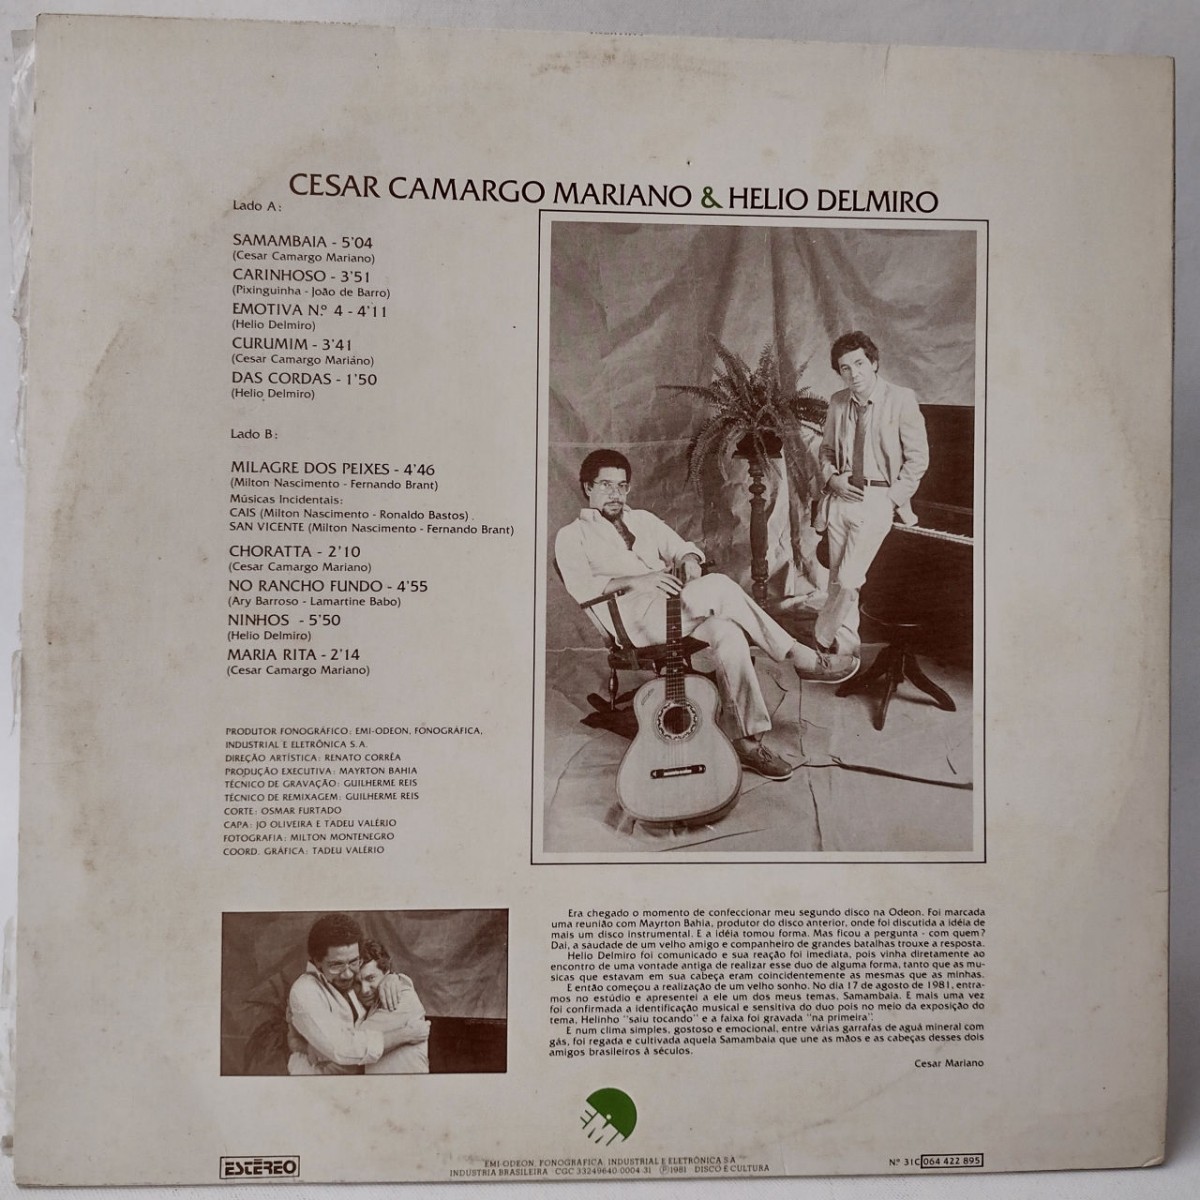 CESAR CAMARGO MARIANO & HELIO DELMIRO
Lado A:
SAMAMBAIA - 5'04
(Cesar Camargo Mariano)
CARINHOSO - 3'51
(Pixinguinha - João de Barro)
EMOTIVA N.º 4 - 4'11
(Helio Delmiro)
CURUMIM - 3'41
(Cesar Camargo Mariano)
DAS CORDAS - 1'50
(Helio Delmiro)
Lado B:
MILAGRE DOS PEIXES - 4'46
(Milton Nascimento - Fernando Brant)
Músicas Incidentais:
CAIS (Milton Nascimento - Ronaldo Bastos)
SAN VICENTE (Milton Nascimento - Fernando Brant)
CHORATTA - 2'10
(Cesar Camargo Mariano)
NO RANCHO FUNDO - 4'55
(Ary Barroso - Lamartine Babo)
NINHOS - 5'50
(Helio Delmiro)
MARIA RITA - 2'14
(Cesar Camargo Mariano)
PRODUTOR FONOGRÁFICO: EMI-ODEON, FONOGRÁFICA,
INDUSTRIAL E ELETRÔNICA S.A.
DIREÇÃO ARTÍSTICA: RENATO CORRÊA
PRODUÇÃO EXECUTIVA: MAYRTON BAHIA
TÉCNICO DE GRAVAÇÃO: GUILHERME REIS
TÉCNICO DE REMIXAGEM: GUILHERME REIS
CORTE: OSMAR FURTADO
CAPA: JO OLIVEIRA E TADEU VALÉRIO
FOTOGRAFIA: MILTON MONTENEGRO
COORD. GRÁFICA: TADEU VALÉRIO
Era chegado o momento de confeccionar meu segundo disco na Odeon. Foi marcada
uma reunião com Mayrton Bahia, produtor do disco anterior, onde foi discutida a idéia de
mais um disco instrumental. E a idéia tomou forma. Mas ficou a pergunta - com quem?
Daí, a saudade de um velho amigo e companheiro de grandes batalhas trouxe a resposta.
Helio Delmiro foi comunicado e sua reação foi imediata, pois vinha diretamente ao
encontro de uma vontade antiga de realizar esse duo de alguma forma, tanto que as mu-
sicas que estavam em sua cabeça eram coincidentemente as mesmas que as minhas.
E então começou a realização de um velho sonho. No dia 17 de agosto de 1981, entra-
mos no estúdio e apresentei a ele um dos meus temas, Samambaia. E mais uma vez
foi confirmada a identificação musical e sensitiva do duo pois no meio da exposição do
tema, Helinho "saiu tocando" e a faixa foi gravada "na primeira".
E num clima simples, gostoso e emocional, entre várias garrafas de aguá mineral com
gás, foi regada e cultivada aquela Samambaia que une as mãos e as cabeças desses dois
amigos brasileiros à séculos.
Cesar Mariano
EMI
ESTÉREO
EMI-ODEON, FONOGRAFICA, INDUSTRIAL E ELETRONICA S.A.
INDUSTRIA BRASILEIRA CGC 33249640 0004-31 Ⓟ1981 DISCO É CULTURA
Nº 31C 064 422 895